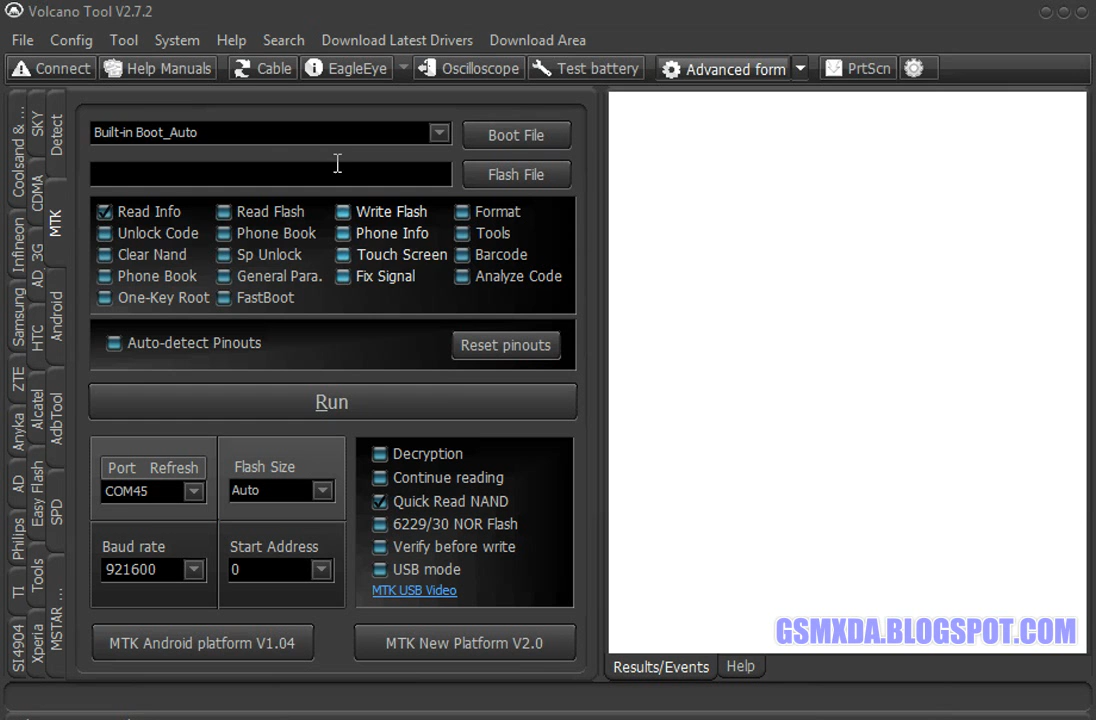 Volcano Tool V2.7.2
File Config Tool System Help Search Download Latest Drivers Download Area
Connect Help Manuals Cable EagleEye Oscilloscope Test battery Advanced form PrtScn
Coolsand & ...
Infineon
Samsung
ZTE
Anyka
AD
Philips
TI
SI4904
SKY
CDMA
AD 3G
HTC
Alcatel
Easy Flash
Tools
Xperia
Detect
MTK
Android
AdbTool
SPD
MSTAR ...
Built-in Boot_Auto Boot File
Flash File
Read Info Read Flash Write Flash Format
Unlock Code Phone Book Phone Info Tools
Clear Nand Sp Unlock Touch Screen Barcode
Phone Book General Para. Fix Signal Analyze Code
One-Key Root FastBoot
Auto-detect Pinouts Reset pinouts
Run
Port Refresh
COM45
Flash Size
Auto
Baud rate
921600
Start Address
0
Decryption
Continue reading
Quick Read NAND
6229/30 NOR Flash
Verify before write
USB mode
MTK USB Video
MTK Android platform V1.04 MTK New Platform V2.0
GSMXDA.BLOGSPOT.COM
Results/Events Help